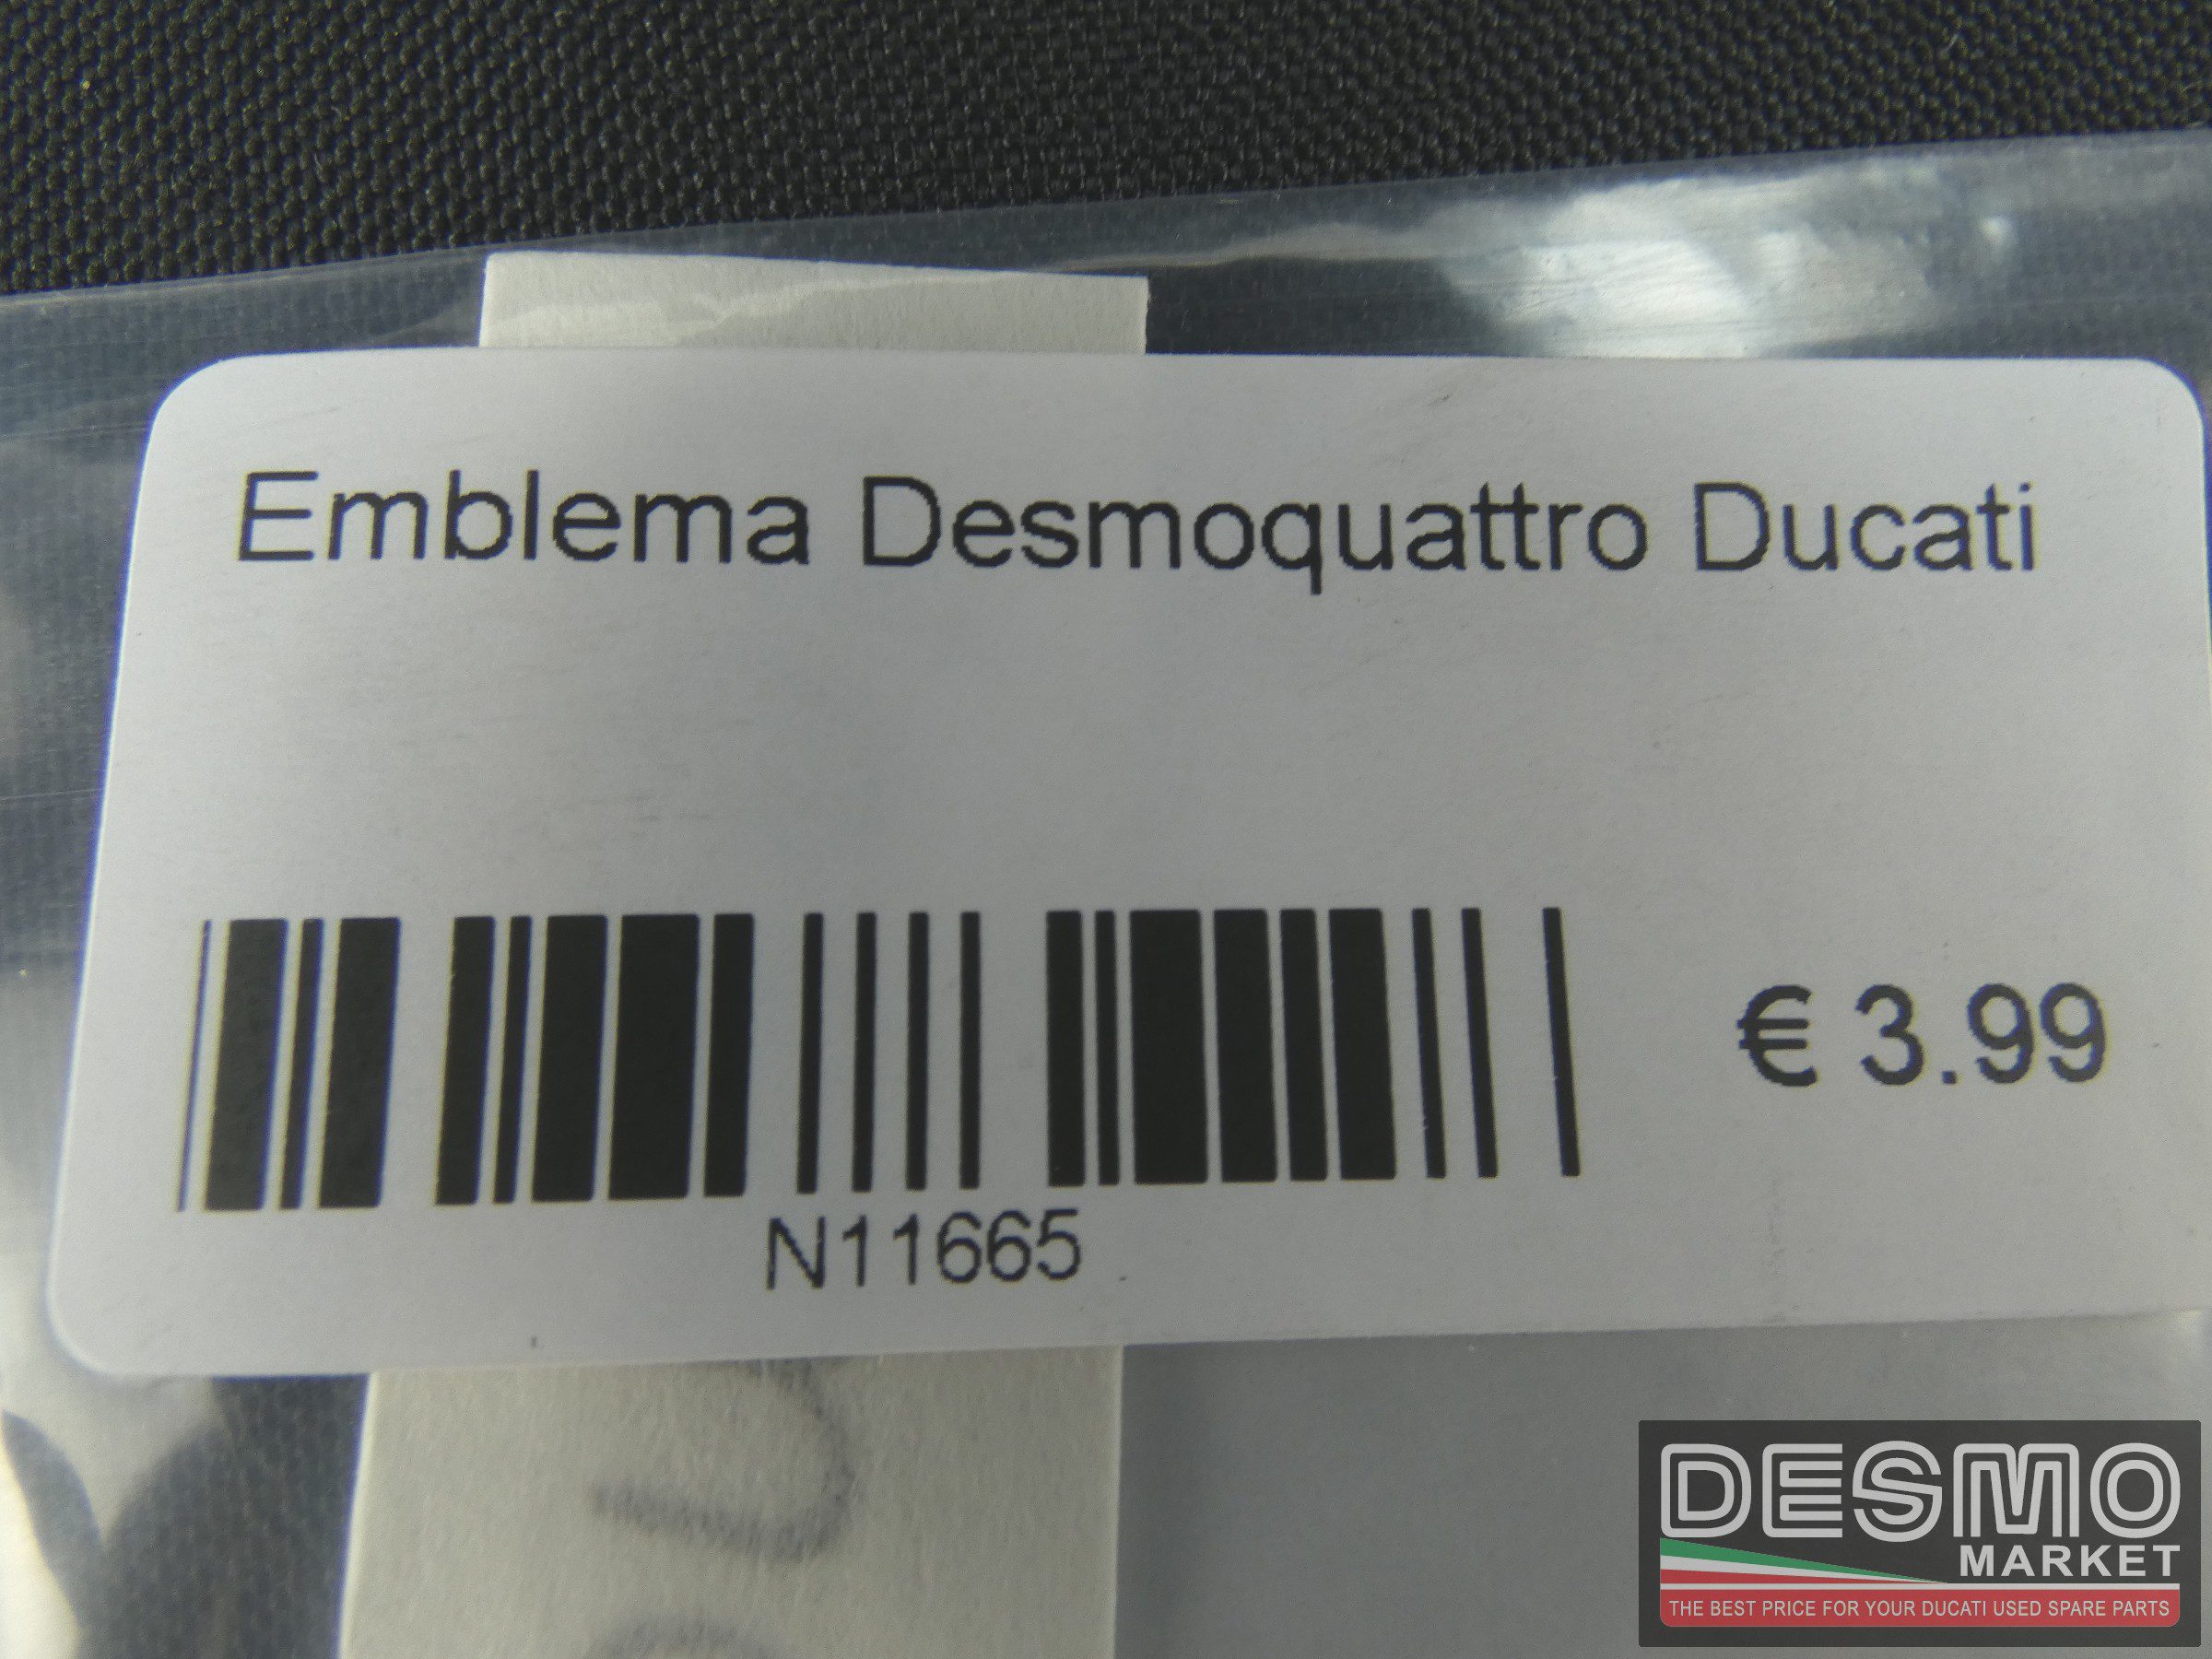 Emblema Desmoquattro Ducati
€ 3.99
N11665
DESMO
MARKET
THE BEST PRICE FOR YOUR DUCATI USED SPARE PARTS